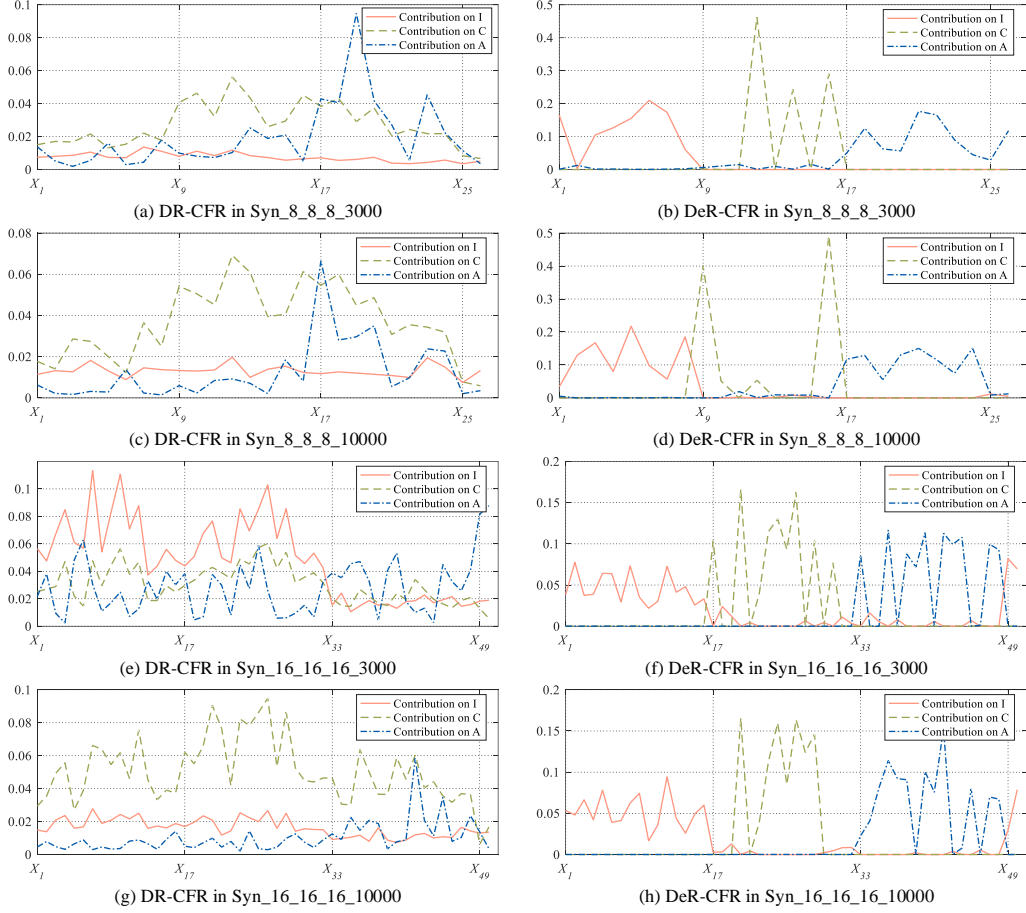 0.1
0.08
0.06
0.04
0.02
0
X1 X9 X17 X25
Contribution on I
Contribution on C
Contribution on A
(a) DR-CFR in Syn_8_8_8_3000
0.5
0.4
0.3
0.2
0.1
0
X1 X9 X17 X25
Contribution on I
Contribution on C
Contribution on A
(b) DeR-CFR in Syn_8_8_8_3000
0.08
0.06
0.04
0.02
0
X1 X9 X17 X25
Contribution on I
Contribution on C
Contribution on A
(c) DR-CFR in Syn_8_8_8_10000
0.5
0.4
0.3
0.2
0.1
0
X1 X9 X17 X25
Contribution on I
Contribution on C
Contribution on A
(d) DeR-CFR in Syn_8_8_8_10000
0.1
0.08
0.06
0.04
0.02
0
X1 X17 X33 X49
Contribution on I
Contribution on C
Contribution on A
(e) DR-CFR in Syn_16_16_16_3000
0.2
0.15
0.1
0.05
0
X1 X17 X33 X49
Contribution on I
Contribution on C
Contribution on A
(f) DeR-CFR in Syn_16_16_16_3000
0.1
0.08
0.06
0.04
0.02
0
X1 X17 X33 X49
Contribution on I
Contribution on C
Contribution on A
(g) DR-CFR in Syn_16_16_16_10000
0.2
0.15
0.1
0.05
0
X1 X17 X33 X49
Contribution on I
Contribution on C
Contribution on A
(h) DeR-CFR in Syn_16_16_16_10000